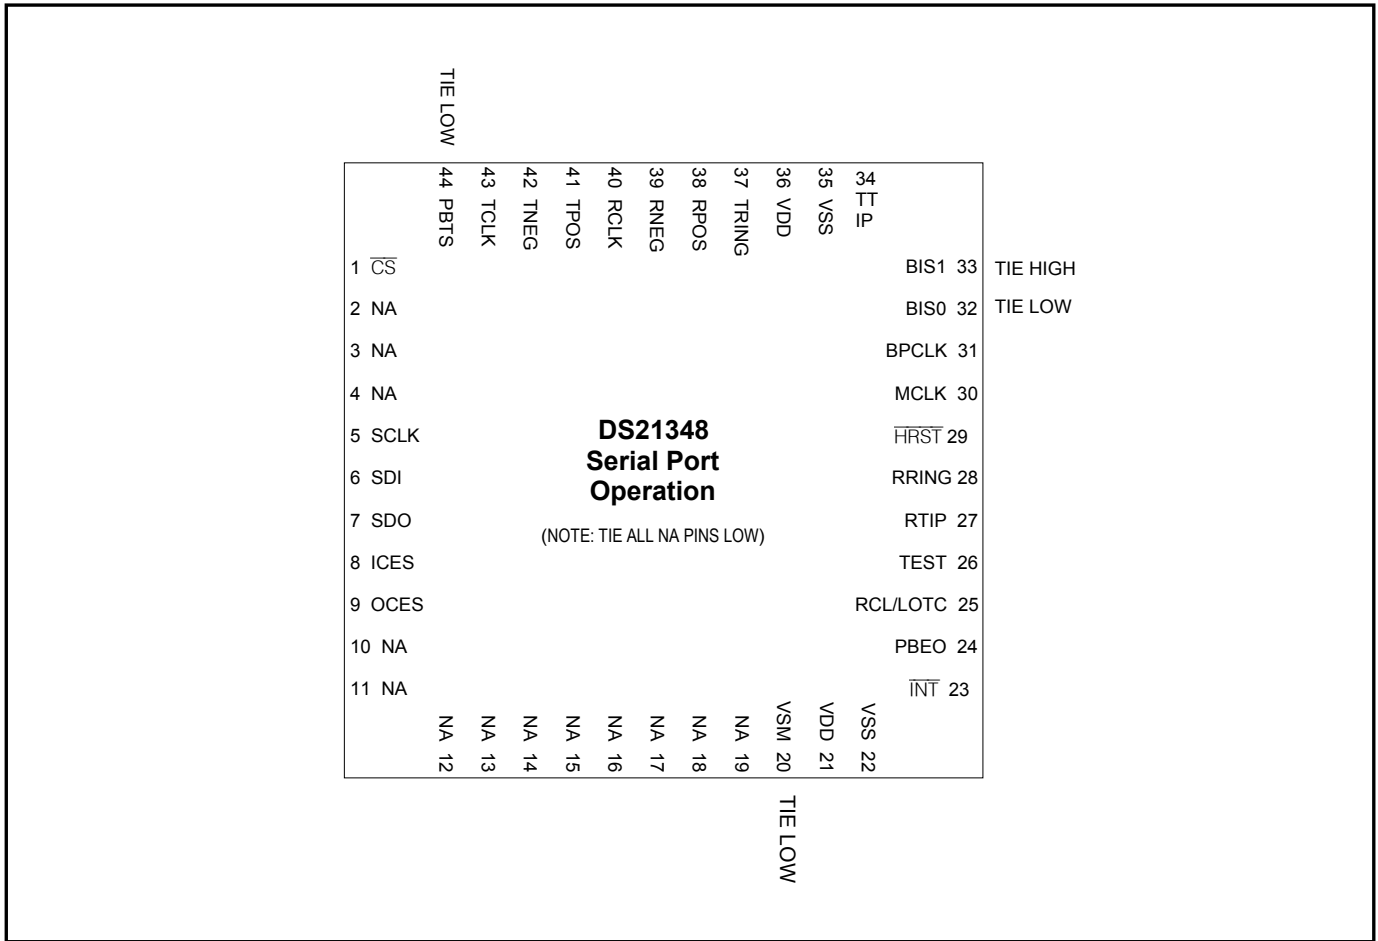 TIE LOW
44 PBTS
43 TCLK
42 TNEG
41 TPOS
40 RCLK
39 RNEG
38 RPOS
37 TRING
36 VDD
35 VSS
34
TT
IP
1 CS
2 NA
3 NA
4 NA
5 SCLK
6 SDI
7 SDO
8 ICES
9 OCES
10 NA
11 NA
DS21348
Serial Port
Operation
(NOTE: TIE ALL NA PINS LOW)
BIS1 33 TIE HIGH
BIS0 32 TIE LOW
BPCLK 31
MCLK 30
HRST 29
RRING 28
RTIP 27
TEST 26
RCL/LOTC 25
PBEO 24
INT 23
NA 12
NA 13
NA 14
NA 15
NA 16
NA 17
NA 18
NA 19
VSM 20
VDD 21
VSS 22
TIE LOW